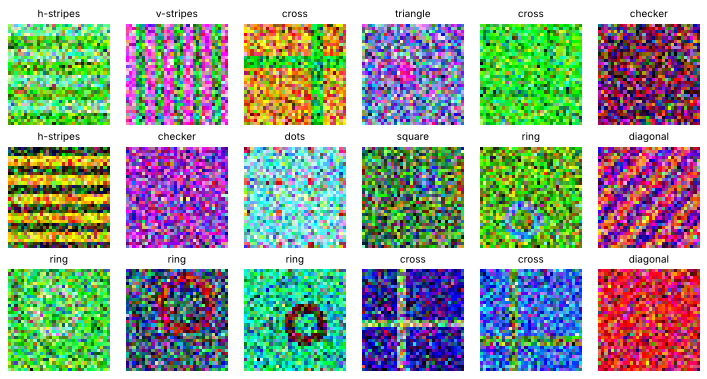 h-stripes v-stripes cross triangle cross checker
h-stripes checker dots square ring diagonal
ring ring ring cross cross diagonal